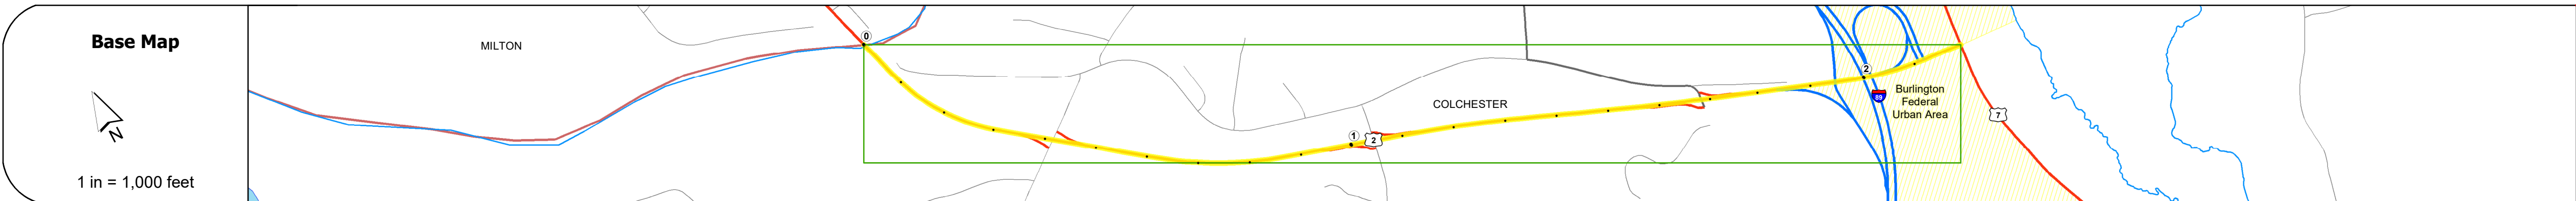 Base Map
N
1 in = 1,000 feet
MILTON
0
1
2
COLCHESTER
2
89
Burlington
Federal
Urban Area
7